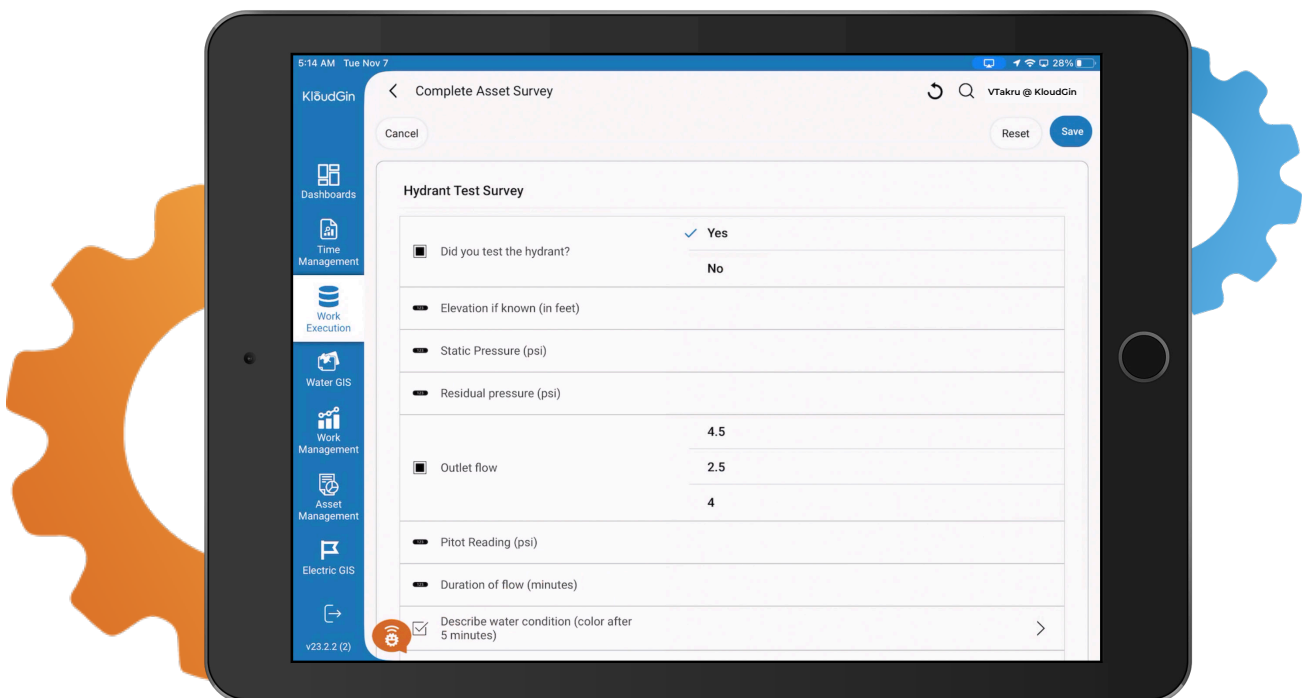 5:14 AM Tue Nov 7
28%
KlōudGin
Complete Asset Survey
VTakru @ KloudGin
Cancel
Reset
Save
Dashboards
Time
Management
Work
Execution
Water GIS
Work
Management
Asset
Management
Electric GIS
v23.2.2 (2)
Hydrant Test Survey
Did you test the hydrant?
Yes
No
Elevation if known (in feet)
Static Pressure (psi)
Residual pressure (psi)
Outlet flow
4.5
2.5
4
Pitot Reading (psi)
Duration of flow (minutes)
Describe water condition (color after
5 minutes)